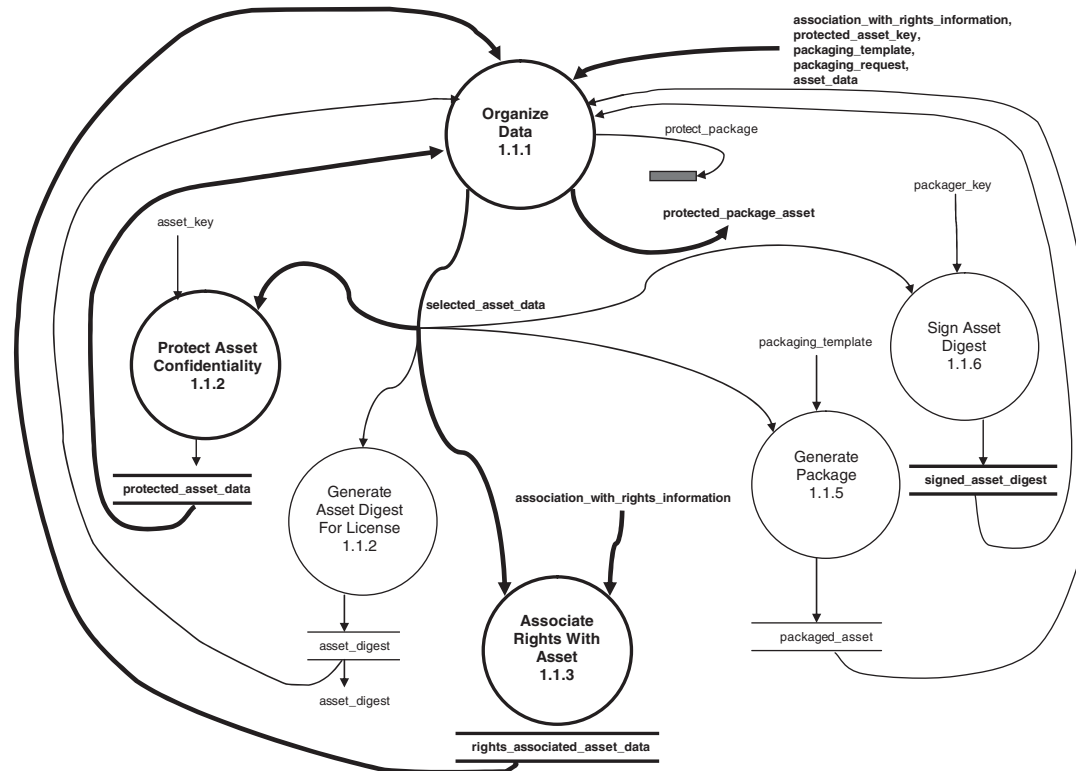 association_with_rights_information,
protected_asset_key,
packaging_template,
packaging_request,
asset_data
Organize
Data
1.1.1
protect_package
packager_key
protected_package_asset
asset_key
selected_asset_data
Sign Asset
Digest
1.1.6
packaging_template
Protect Asset
Confidentiality
1.1.2
Generate
Package
1.1.5
signed_asset_digest
protected_asset_data
Generate
Asset Digest
For License
1.1.2
association_with_rights_information
Associate
Rights With
Asset
1.1.3
packaged_asset
asset_digest
asset_digest
rights_associated_asset_data